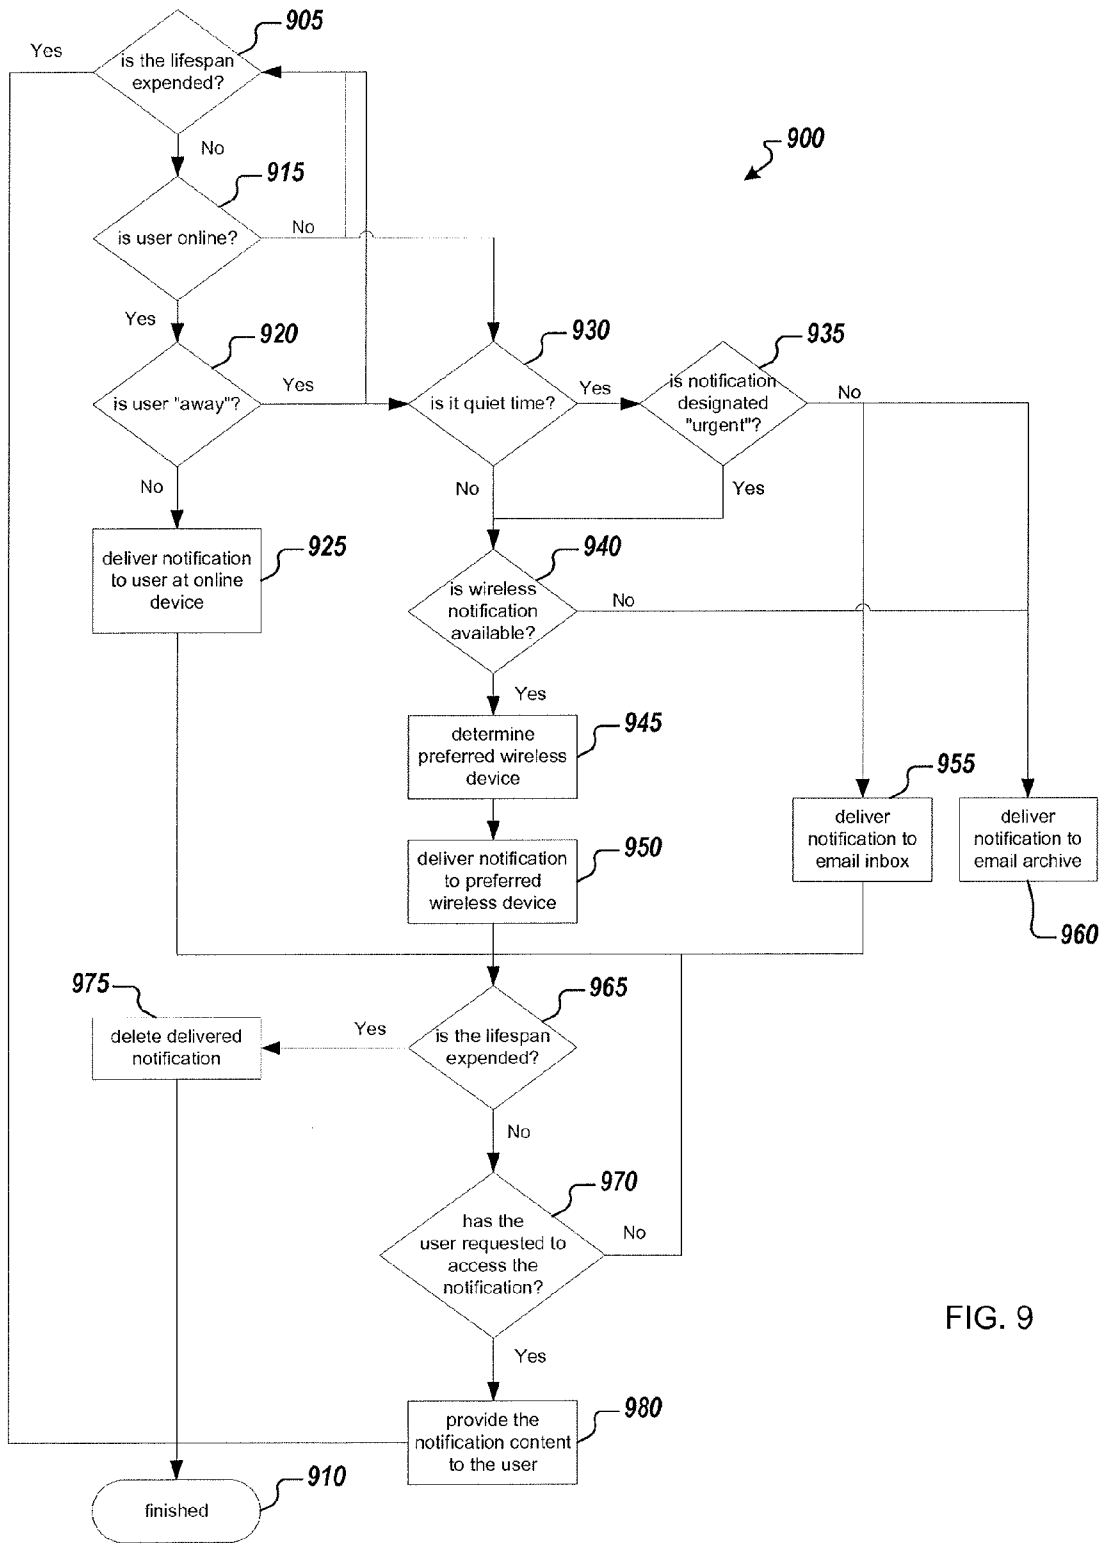 905
Yes
is the lifespan
expended?
900
No
915
is user online?
No
Yes
920
930
935
is user "away"?
Yes
is it quiet time?
Yes
is notification
designated
"urgent"?
No
No
No
Yes
deliver notification
to user at online
device
925
940
is wireless
notification
available?
No
Yes
determine
preferred wireless
device
945
955
deliver
notification to
email inbox
deliver
notification to
email archive
deliver notification
to preferred
wireless device
950
960
975
965
delete delivered
notification
Yes
is the lifespan
expended?
No
970
has the
user requested to
access the
notification?
No
FIG. 9
Yes
provide the
notification content
to the user
980
finished
910